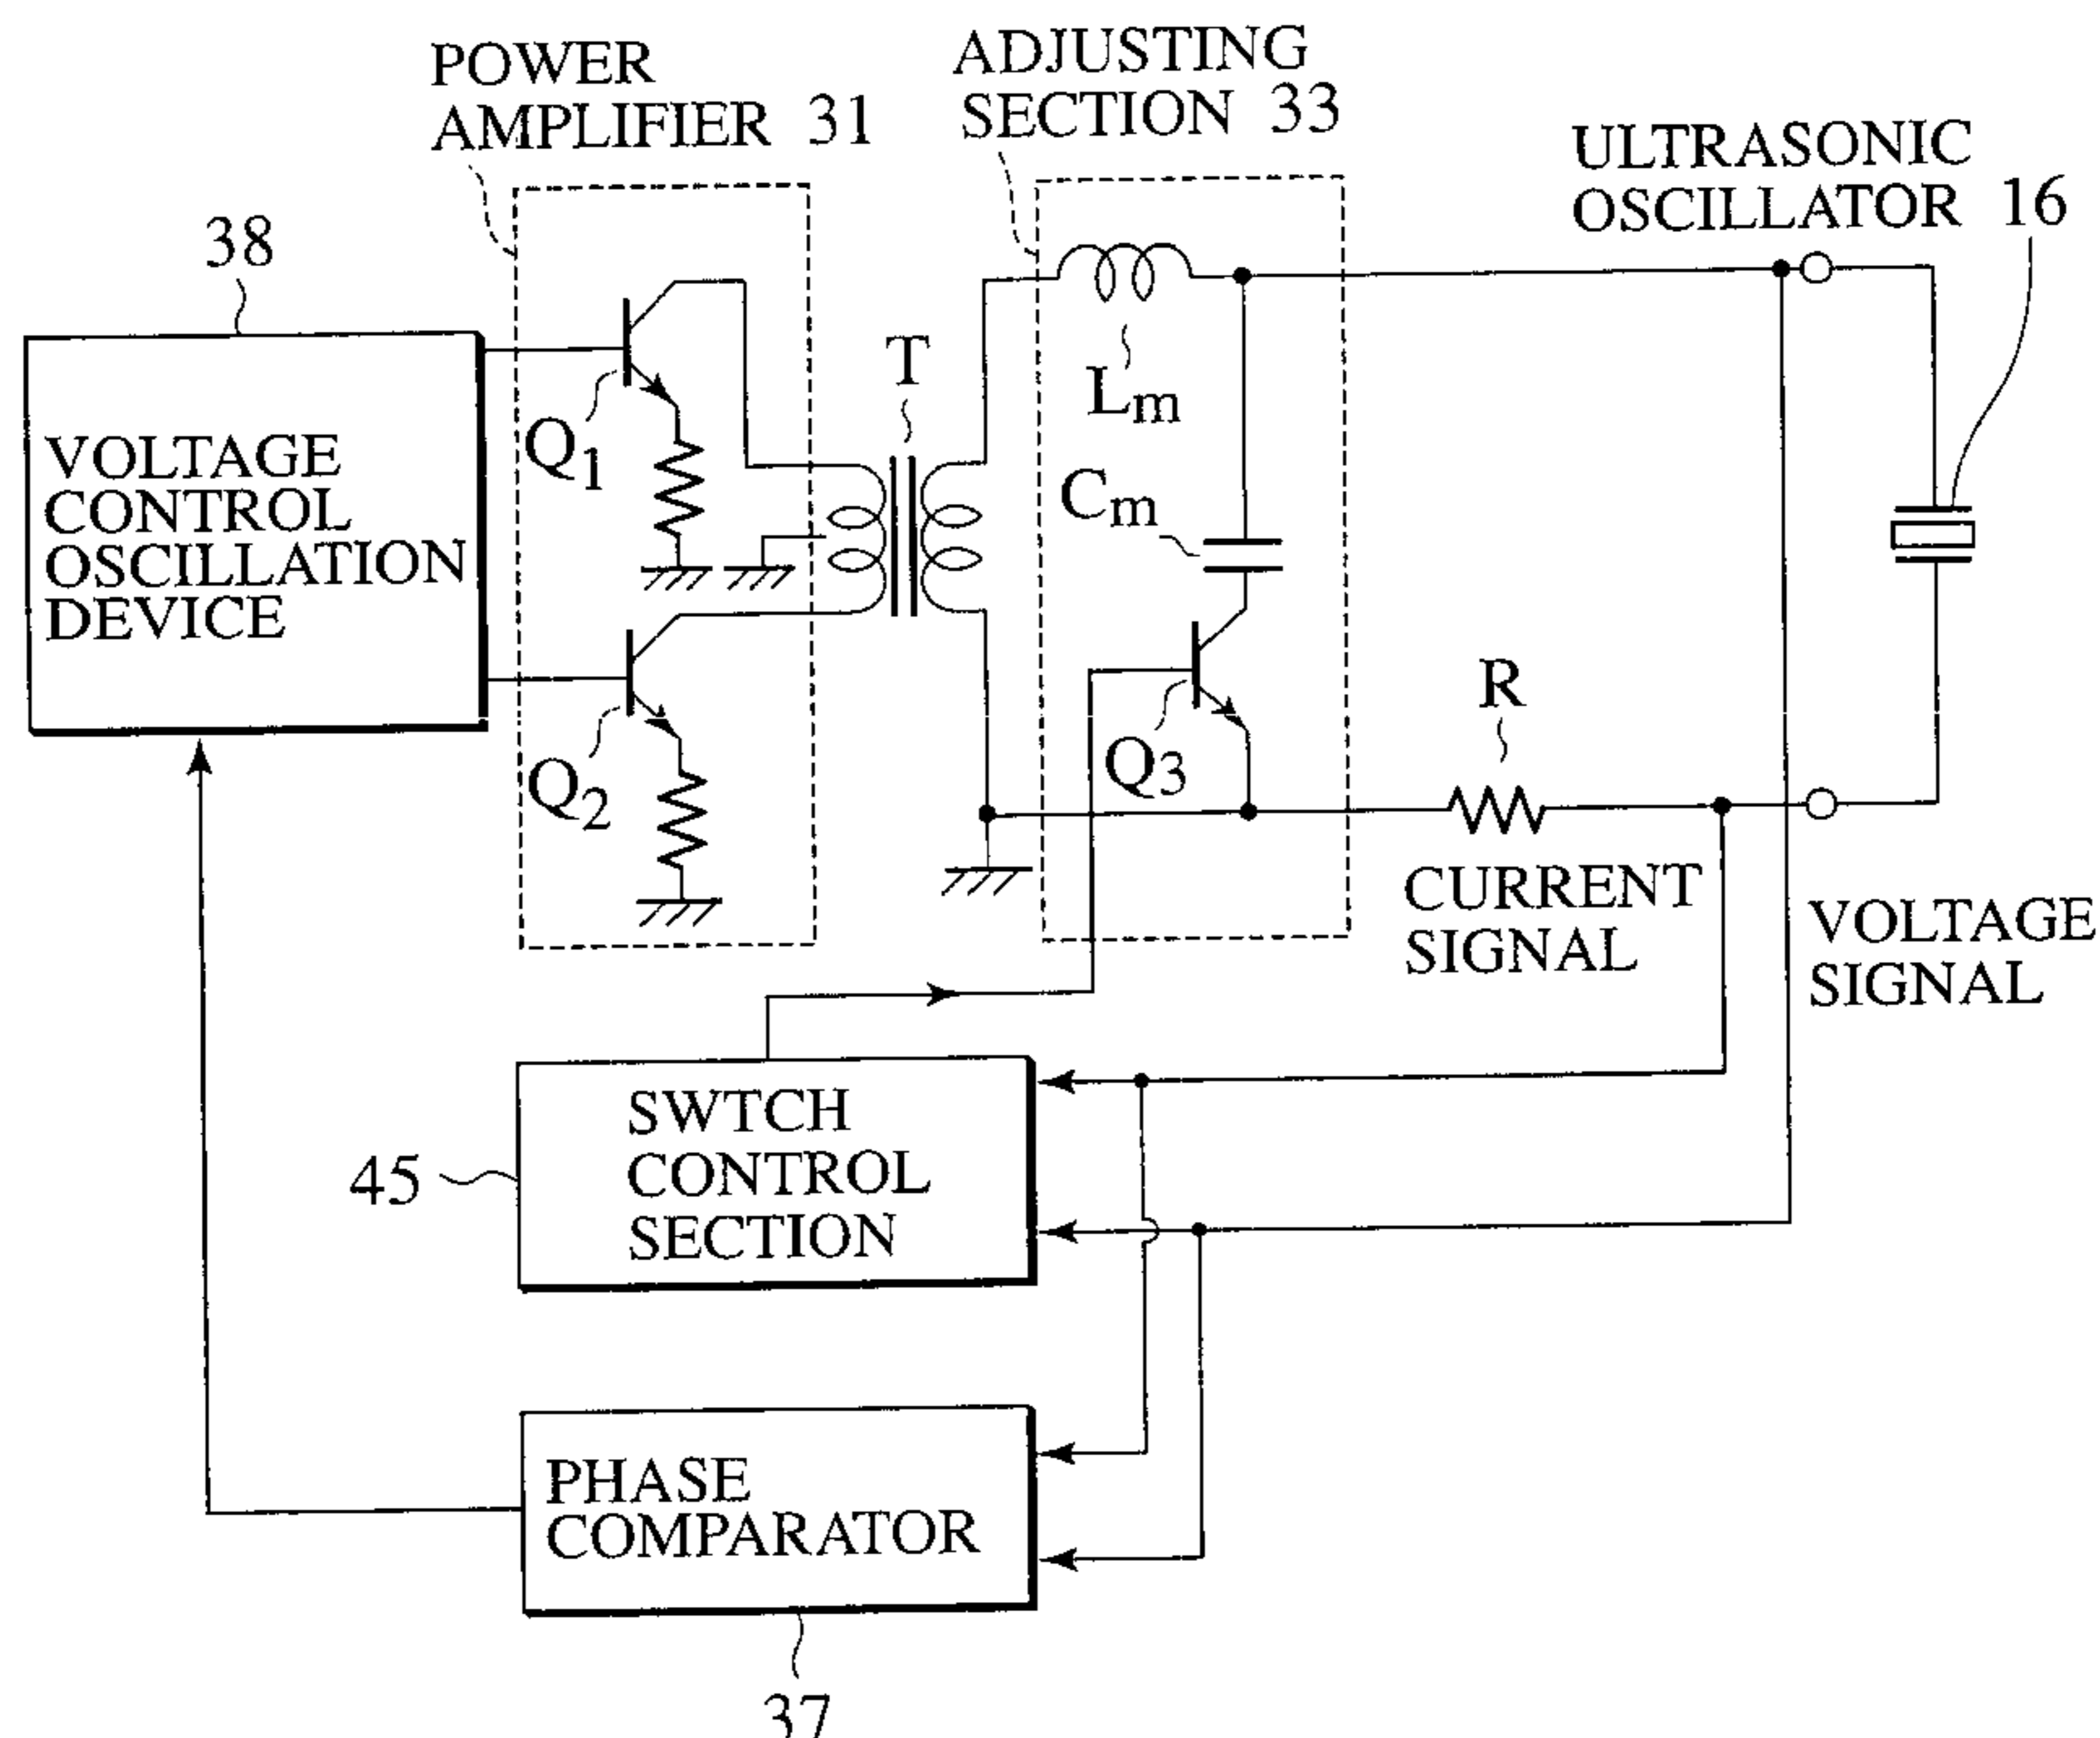 POWER
AMPLIFIER 31
ADJUSTING
SECTION 33
ULTRASONIC
OSCILLATOR 16
38
VOLTAGE
CONTROL
OSCILLATION
DEVICE
Q1
Q2
T
Lm
Cm
Q3
R
CURRENT
SIGNAL
VOLTAGE
SIGNAL
SWTCH
CONTROL
SECTION
45
PHASE
COMPARATOR
37